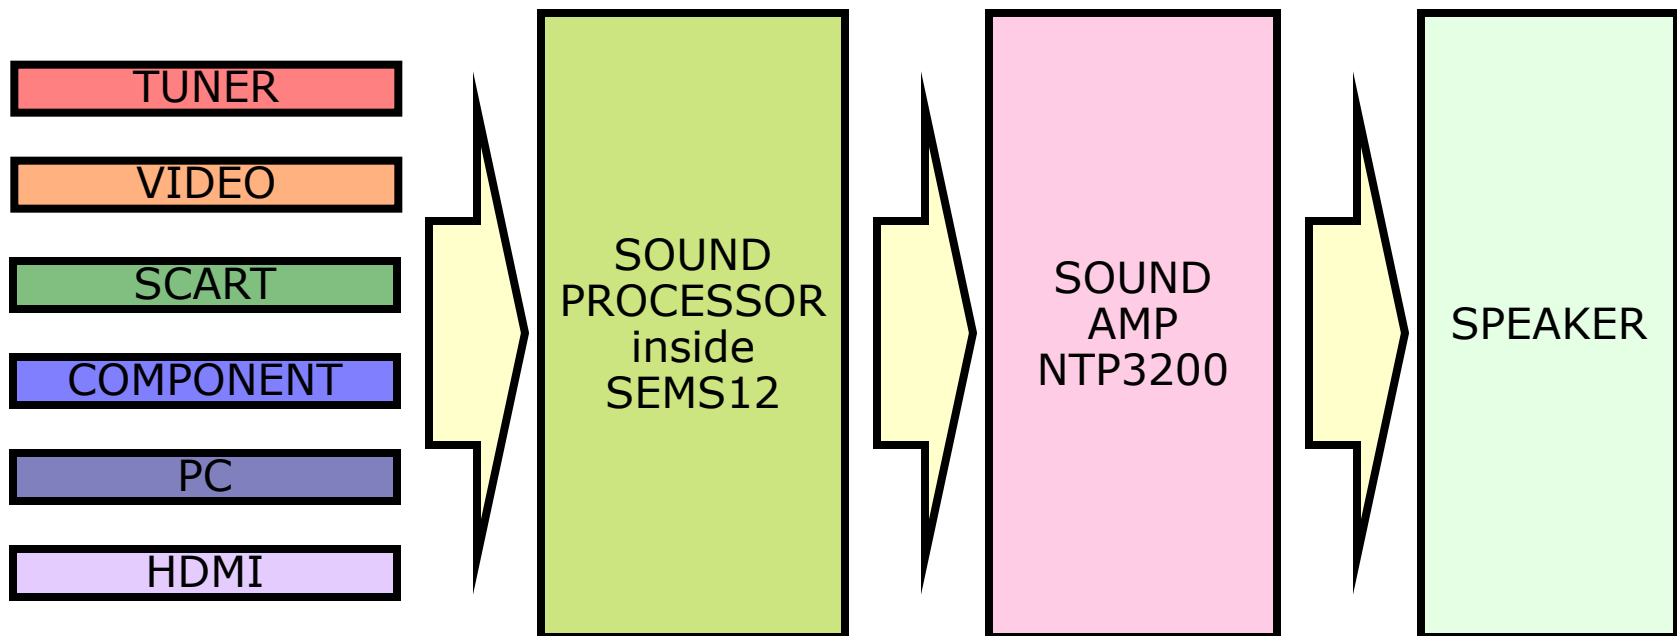 TUNER
VIDEO
SCART
COMPONENT
PC
HDMI
SOUND
PROCESSOR
inside
SEMS12
SOUND
AMP
NTP3200
SPEAKER